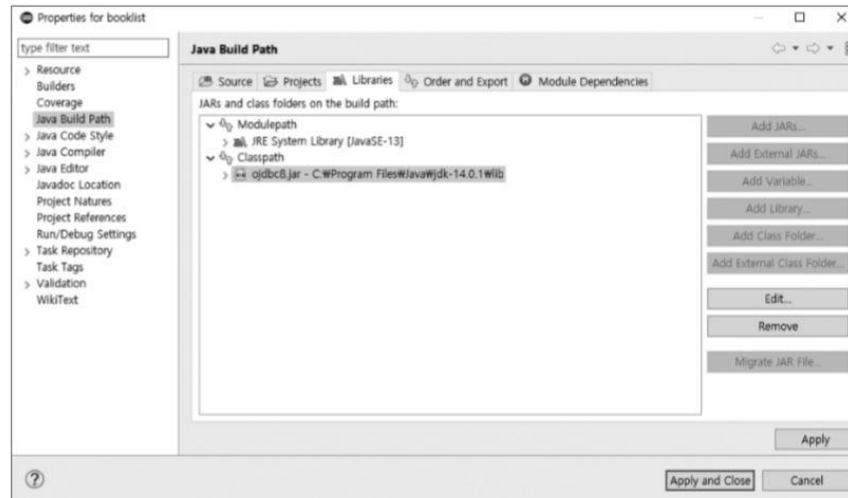 Properties for booklist
type filter text
Resource
Builders
Coverage
Java Build Path
Java Code Style
Java Compiler
Java Editor
Javadoc Location
Project Natures
Project References
Run/Debug Settings
Task Repository
Task Tags
Validation
WikiText
Java Build Path
Source Projects Libraries Order and Export Module Dependencies
JARs and class folders on the build path:
Modulepath
JRE System Library [JavaSE-13]
Classpath
ojdbc8.jar - C:₩Program Files₩Java₩jdk-14.0.1₩lib
Add JARs...
Add External JARs...
Add Variable...
Add Library...
Add Class Folder...
Add External Class Folder...
Edit...
Remove
Migrate JAR File...
Apply
Apply and Close Cancel